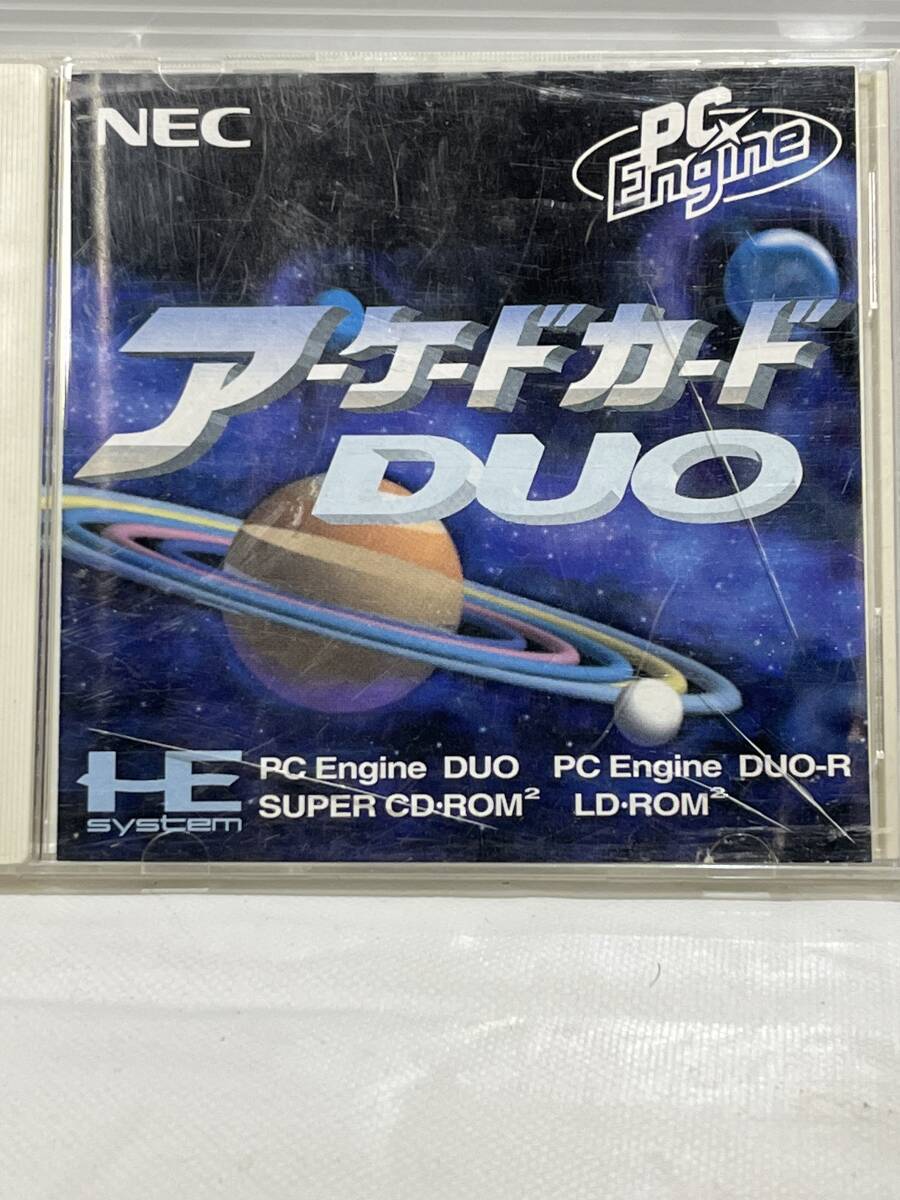 NEC
PC Engine
アーケードカード
DUO
HE system
PC Engine DUO PC Engine DUO-R
SUPER CD・ROM² LD・ROM²